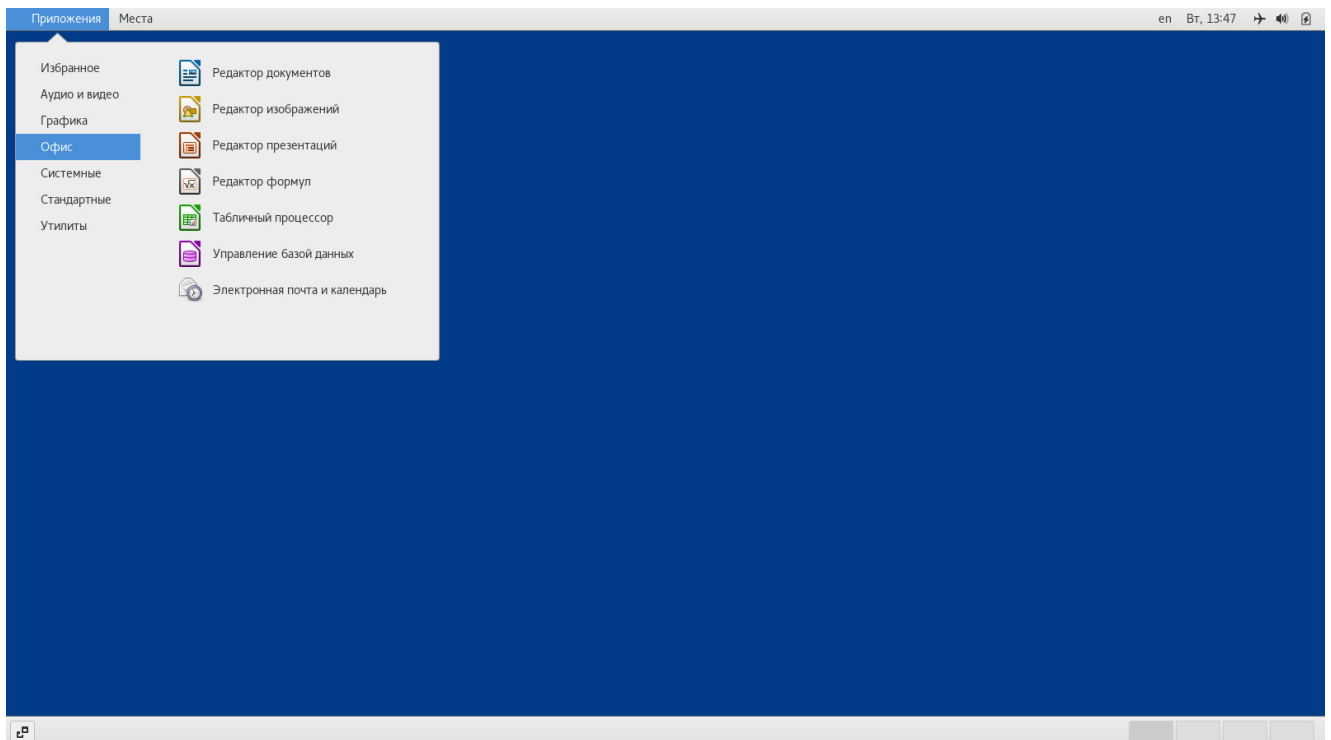 Приложения Места en Вт, 13:47
Избранное
Аудио и видео
Графика
Офис
Системные
Стандартные
Утилиты
Редактор документов
Редактор изображений
Редактор презентаций
Редактор формул
Табличный процессор
Управление базой данных
Электронная почта и календарь